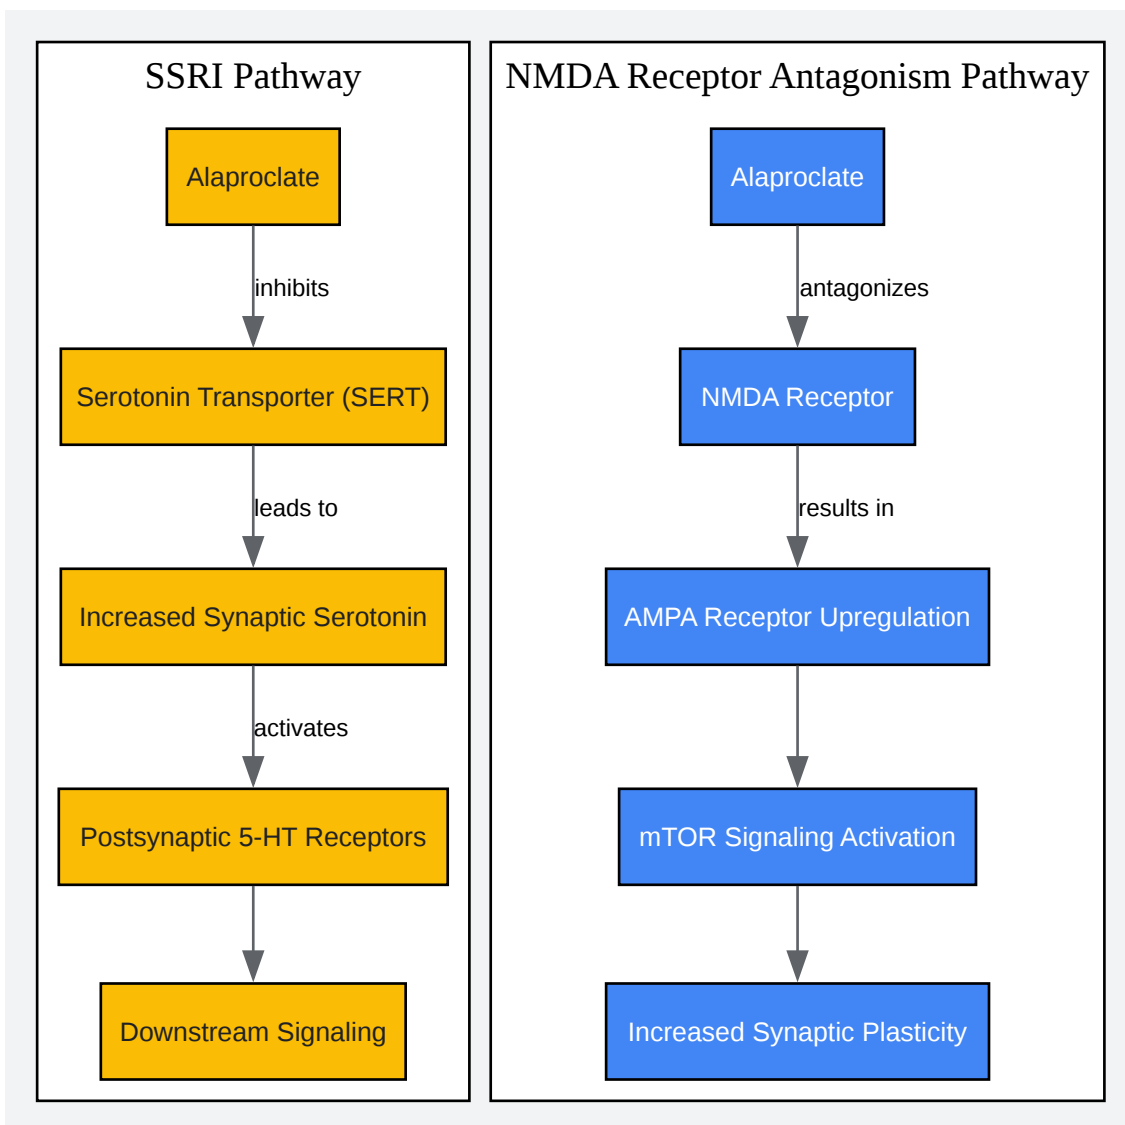 SSRI Pathway
Alaproclate
inhibits
Serotonin Transporter (SERT)
leads to
Increased Synaptic Serotonin
activates
Postsynaptic 5-HT Receptors
Downstream Signaling
NMDA Receptor Antagonism Pathway
Alaproclate
antagonizes
NMDA Receptor
results in
AMPA Receptor Upregulation
mTOR Signaling Activation
Increased Synaptic Plasticity